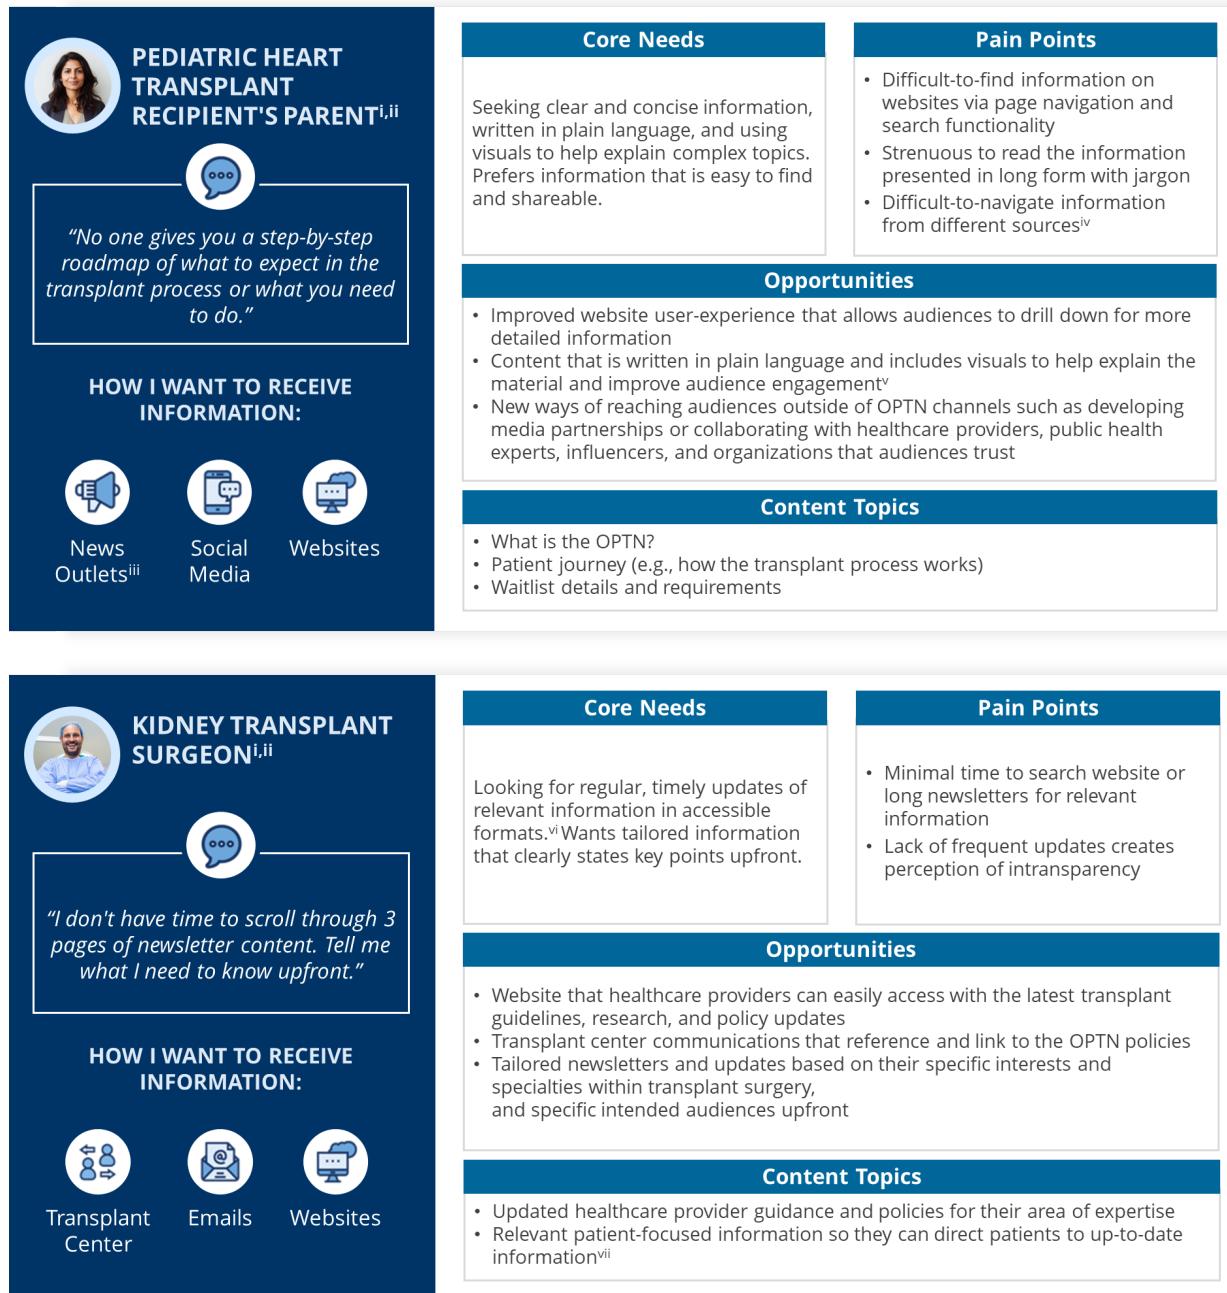 PEDIATRIC HEART
TRANSPLANT
RECIPIENT'S PARENTi,ii
“No one gives you a step-by-step
roadmap of what to expect in the
transplant process or what you need
to do.”
HOW I WANT TO RECEIVE
INFORMATION:
News
Outletsiii
Social
Media
Websites
Core Needs
Seeking clear and concise information,
written in plain language, and using
visuals to help explain complex topics.
Prefers information that is easy to find
and shareable.
Pain Points
• Difficult-to-find information on
websites via page navigation and
search functionality
• Strenuous to read the information
presented in long form with jargon
• Difficult-to-navigate information
from different sourcesiv
Opportunities
• Improved website user-experience that allows audiences to drill down for more
detailed information
• Content that is written in plain language and includes visuals to help explain the
material and improve audience engagementv
• New ways of reaching audiences outside of OPTN channels such as developing
media partnerships or collaborating with healthcare providers, public health
experts, influencers, and organizations that audiences trust
Content Topics
• What is the OPTN?
• Patient journey (e.g., how the transplant process works)
• Waitlist details and requirements
KIDNEY TRANSPLANT
SURGEONi,ii
“I don't have time to scroll through 3
pages of newsletter content. Tell me
what I need to know upfront.”
HOW I WANT TO RECEIVE
INFORMATION:
Transplant
Center
Emails
Websites
Core Needs
Looking for regular, timely updates of
relevant information in accessible
formats.vi Wants tailored information
that clearly states key points upfront.
Pain Points
• Minimal time to search website or
long newsletters for relevant
information
• Lack of frequent updates creates
perception of intransparency
Opportunities
• Website that healthcare providers can easily access with the latest transplant
guidelines, research, and policy updates
• Transplant center communications that reference and link to the OPTN policies
• Tailored newsletters and updates based on their specific interests and
specialties within transplant surgery,
and specific intended audiences upfront
Content Topics
• Updated healthcare provider guidance and policies for their area of expertise
• Relevant patient-focused information so they can direct patients to up-to-date
informationvii